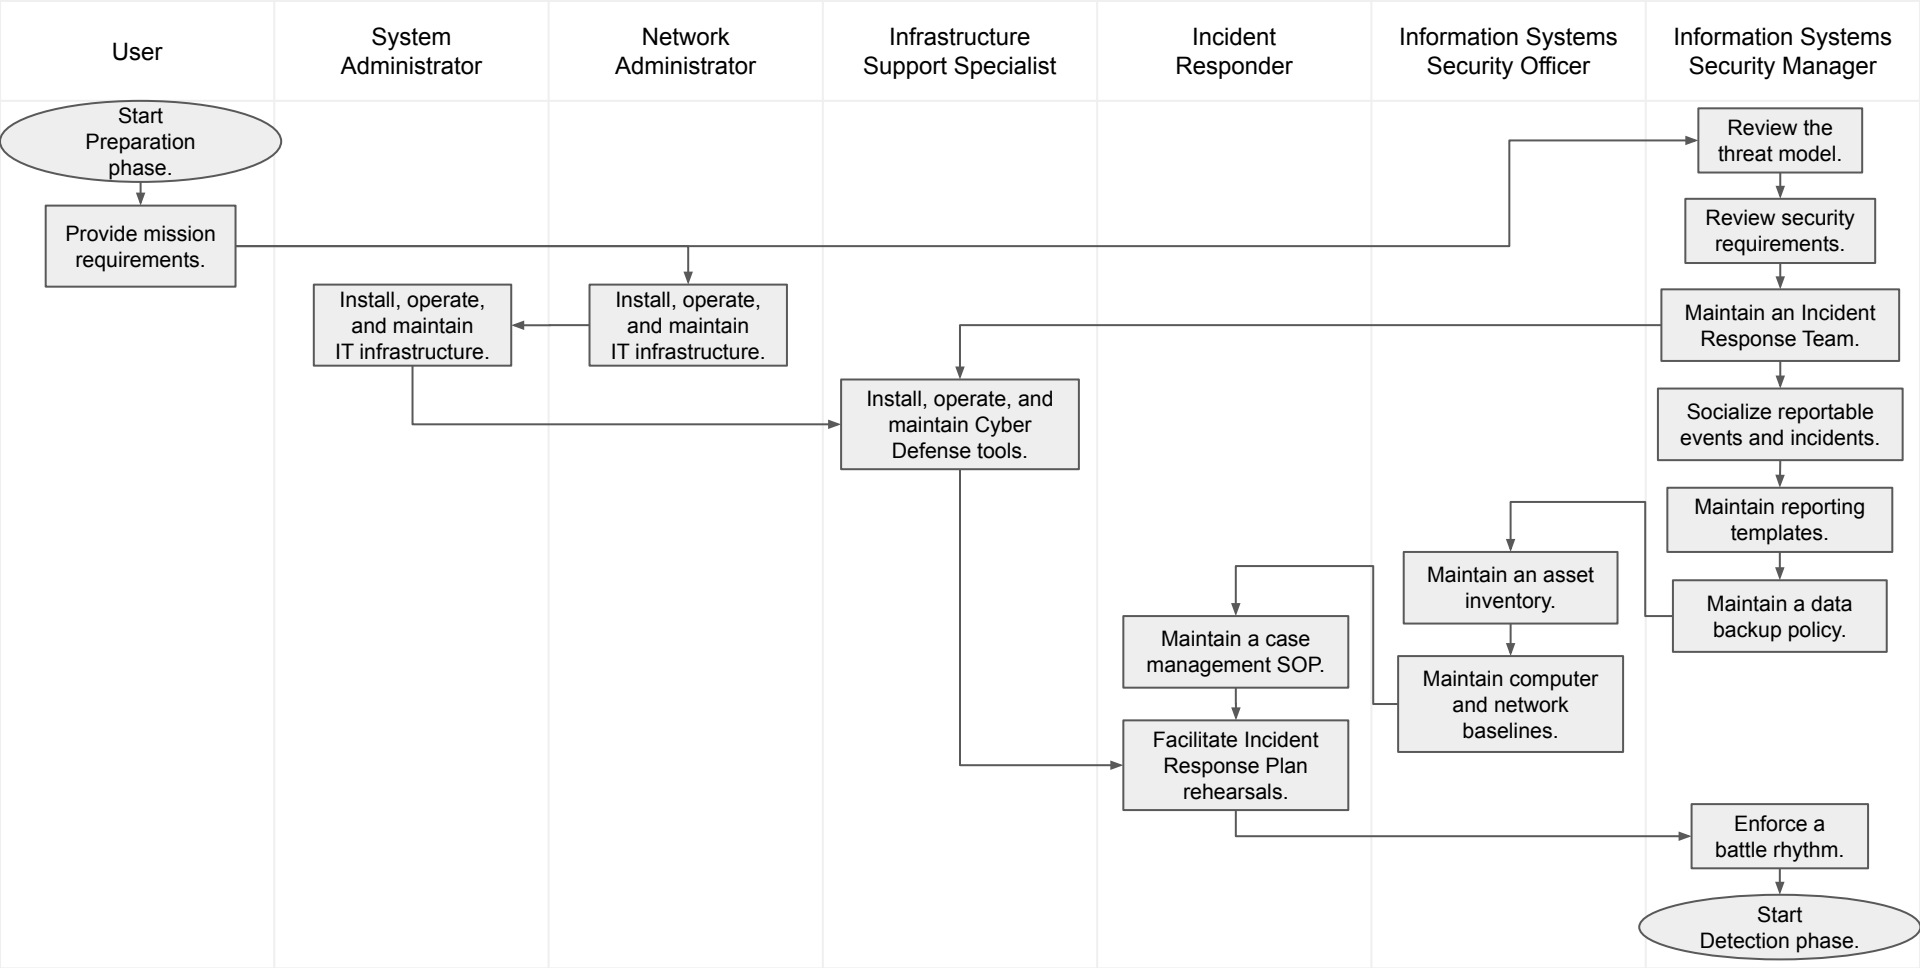 User
System
Administrator
Network
Administrator
Infrastructure
Support Specialist
Incident
Responder
Information Systems
Security Officer
Information Systems
Security Manager
Start
Preparation
phase.
Provide mission
requirements.
Install, operate,
and maintain
IT infrastructure.
Install, operate,
and maintain
IT infrastructure.
Install, operate, and
maintain Cyber
Defense tools.
Maintain a case
management SOP.
Facilitate Incident
Response Plan
rehearsals.
Maintain an asset
inventory.
Maintain computer
and network
baselines.
Review the
threat model.
Review security
requirements.
Maintain an Incident
Response Team.
Socialize reportable
events and incidents.
Maintain reporting
templates.
Maintain a data
backup policy.
Enforce a
battle rhythm.
Start
Detection phase.